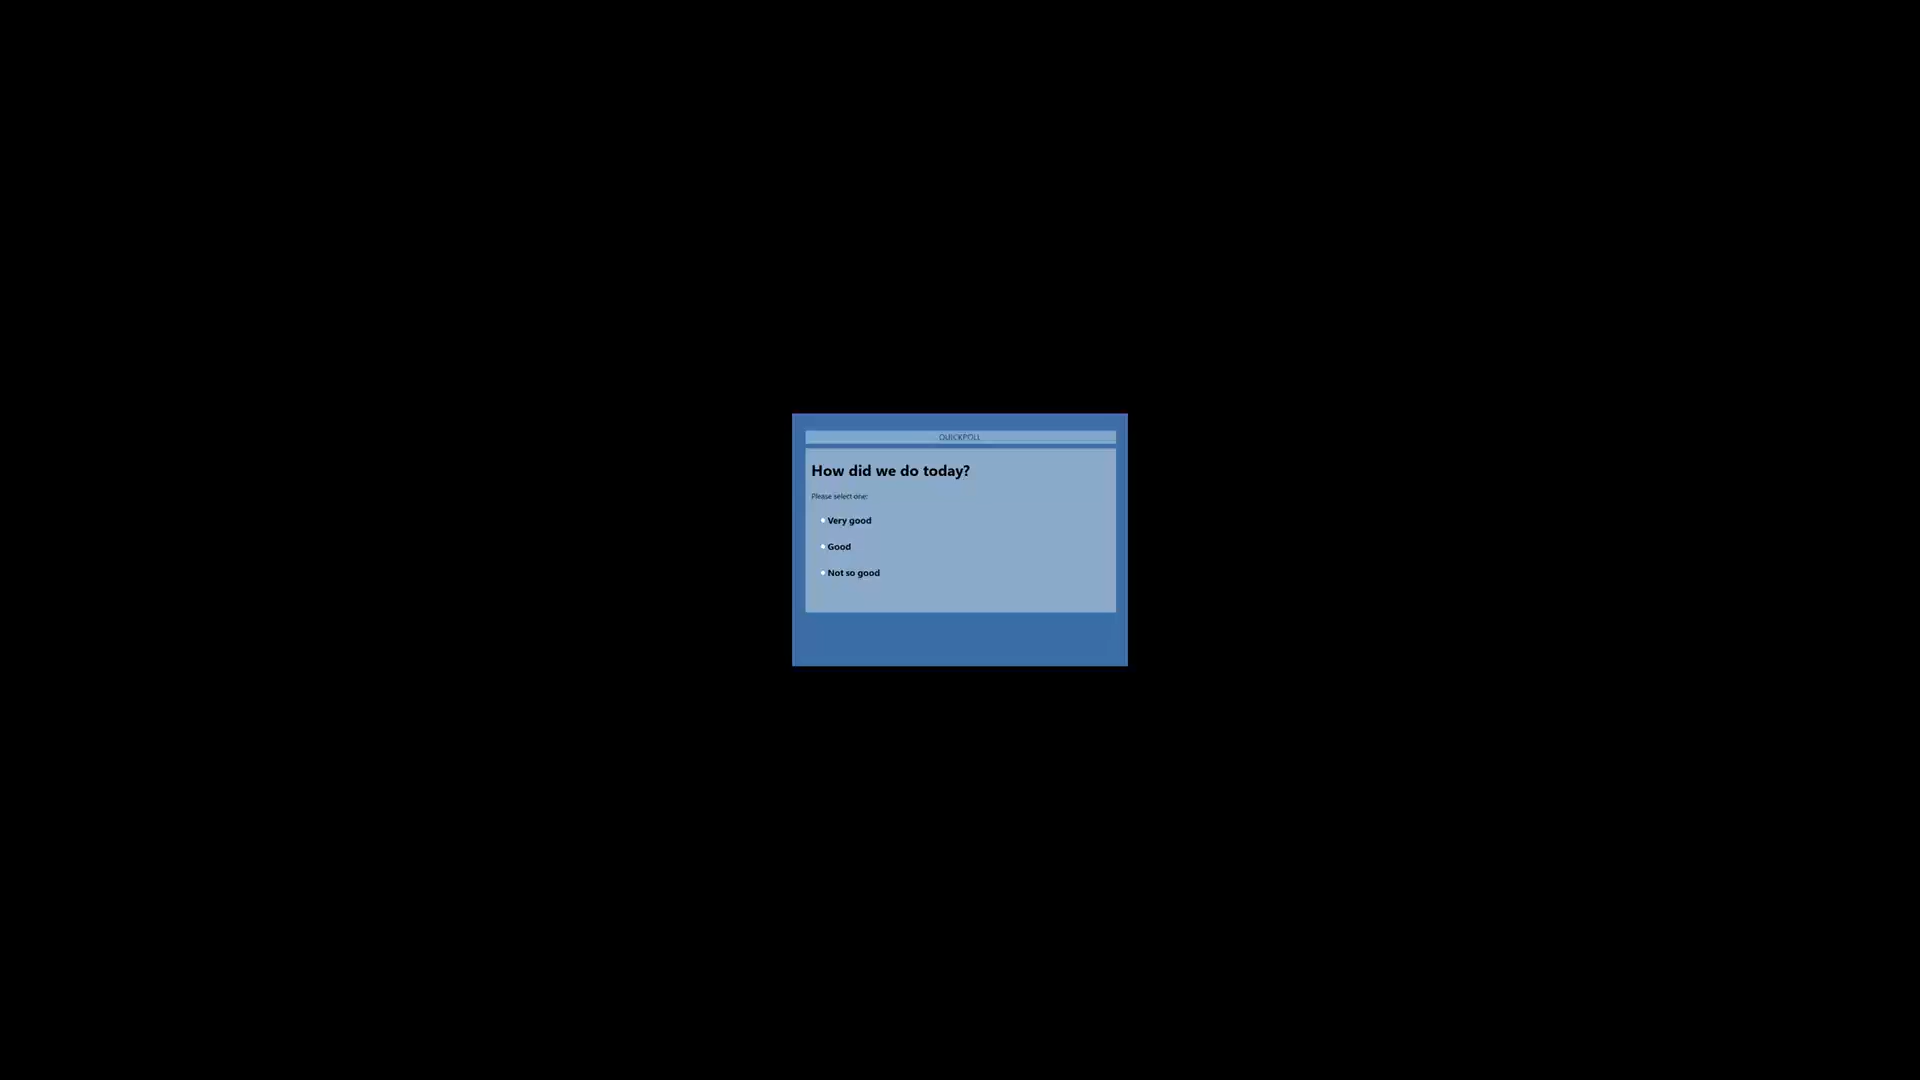 QUICKPOLL
How did we do today?
Please select one:
Very good
Good
Not so good